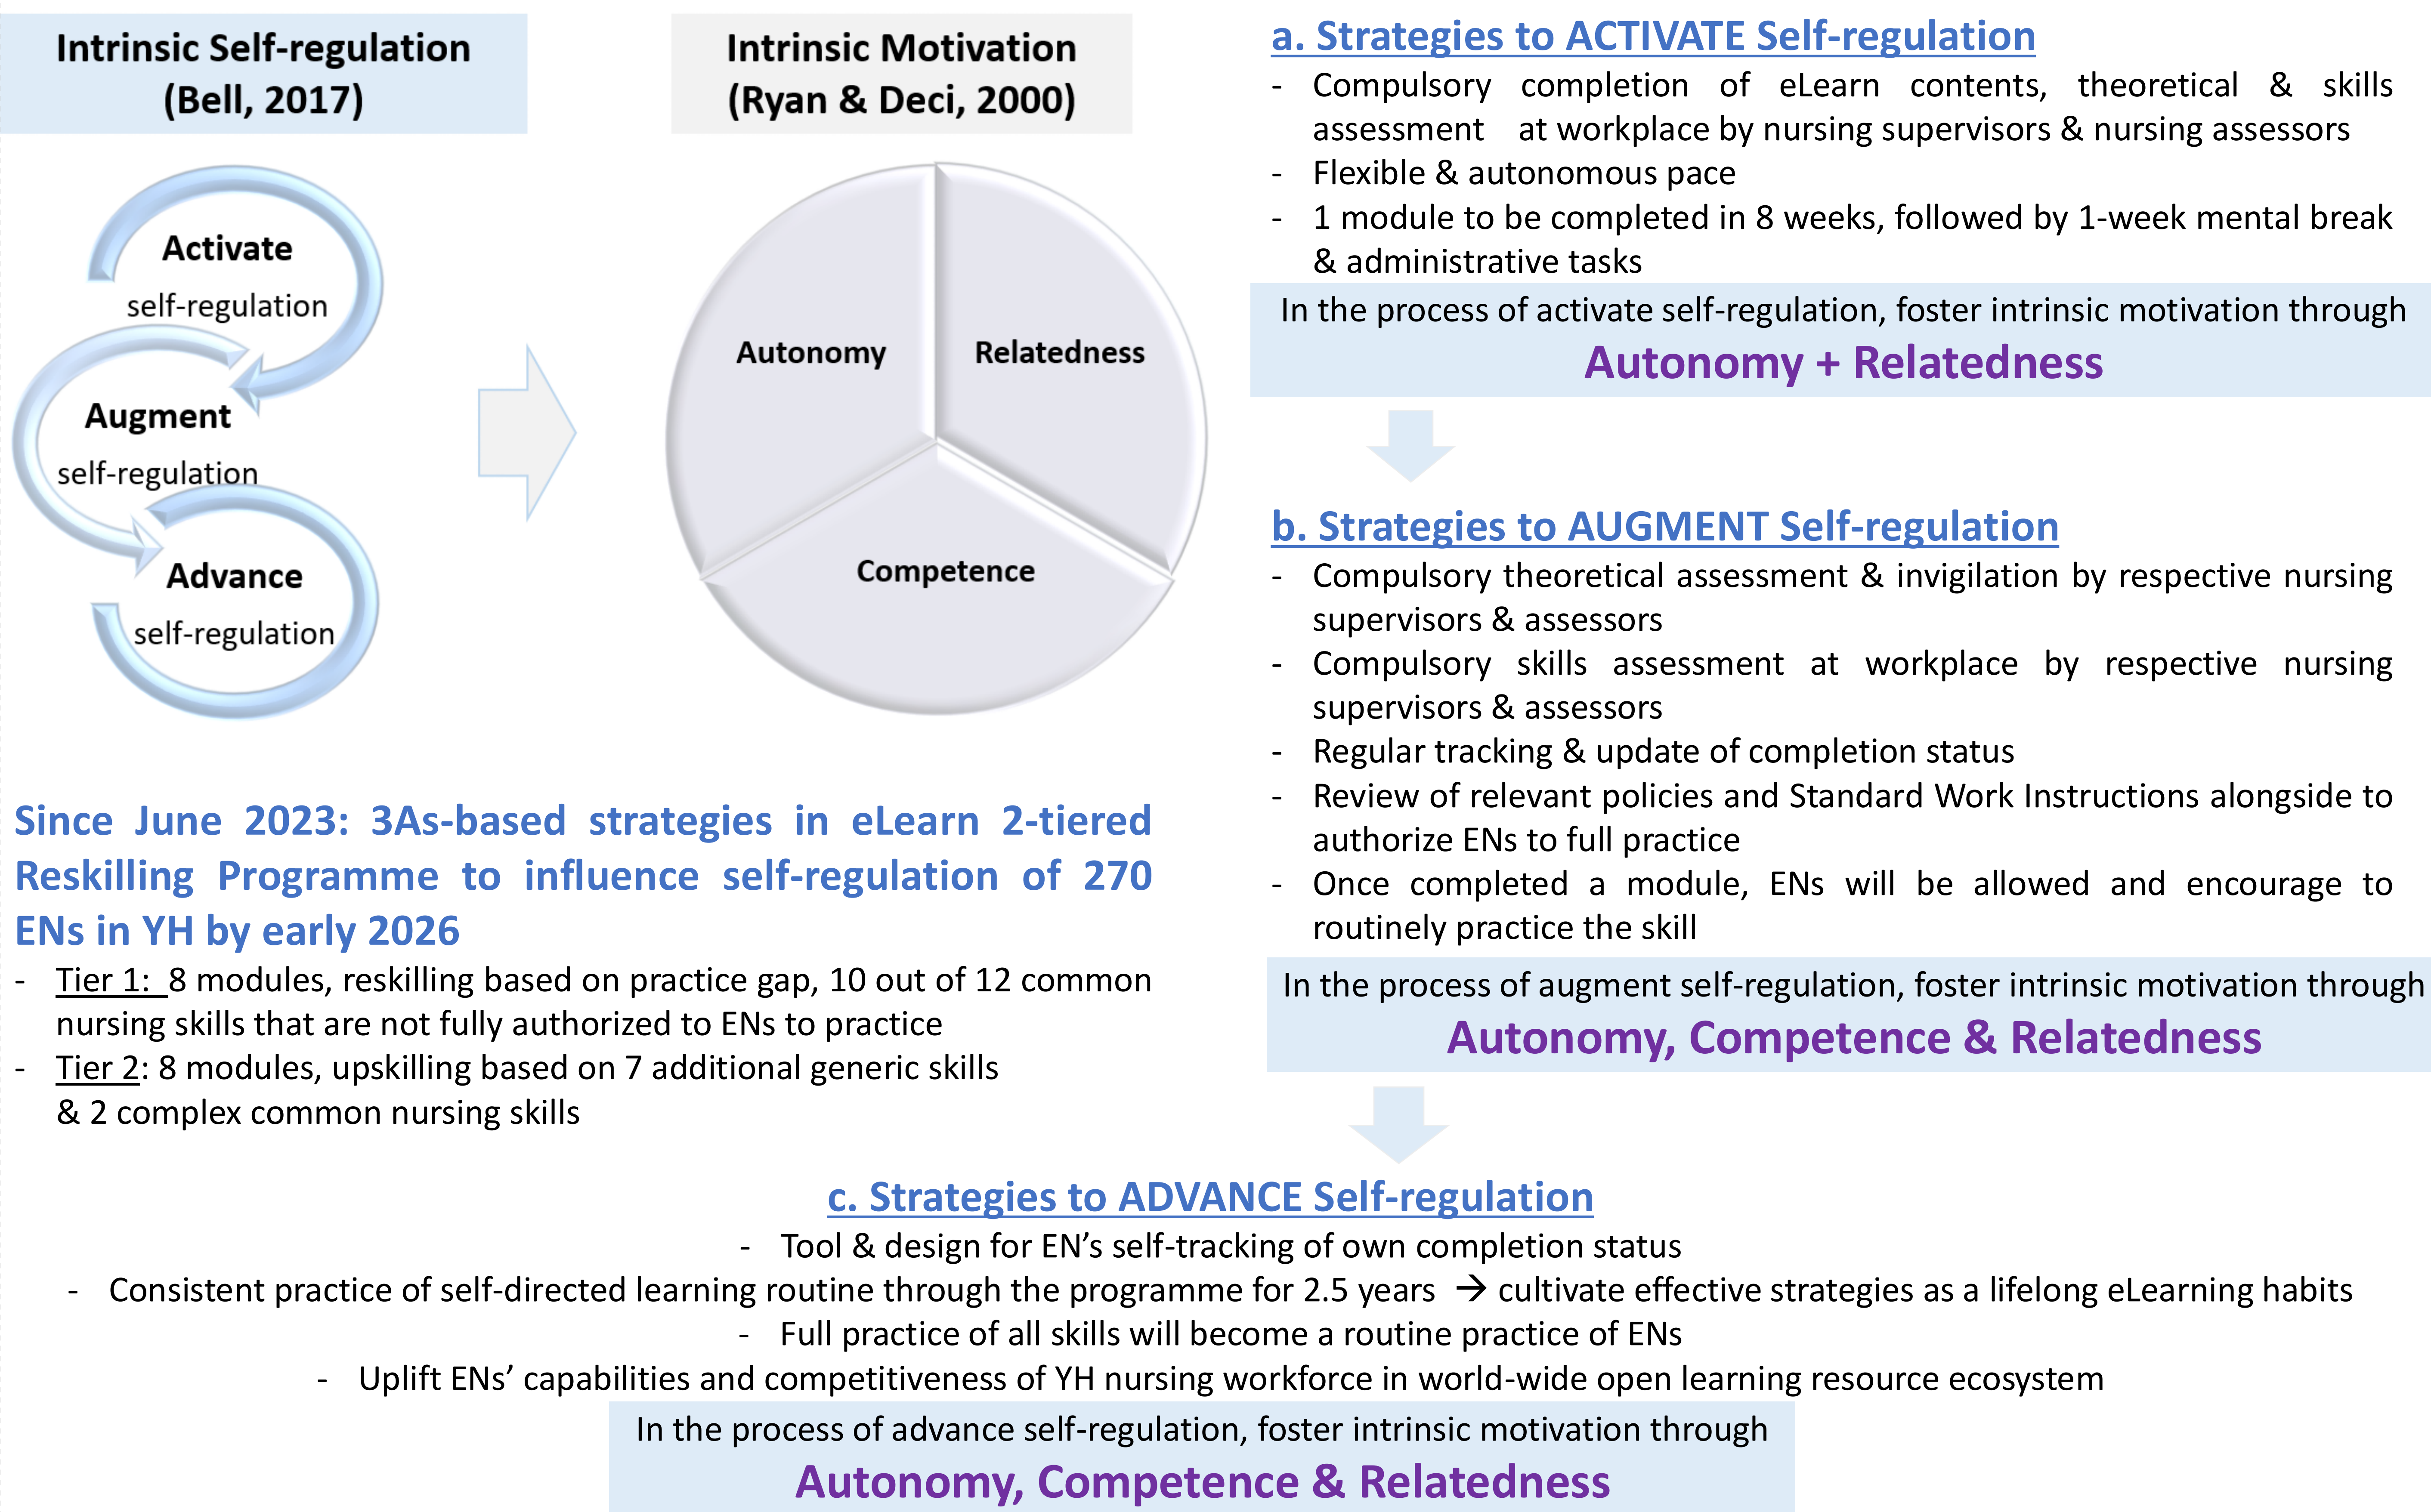 Intrinsic Self-regulation
(Bell, 2017)
Activate
self-regulation
Augment
self-regulation
Advance
self-regulation
Intrinsic Motivation
(Ryan & Deci, 2000)
Autonomy
Relatedness
Competence
Since June 2023: 3As-based strategies in eLearn 2-tiered
Reskilling Programme to influence self-regulation of 270
ENs in YH by early 2026
- Tier 1: 8 modules, reskilling based on practice gap, 10 out of 12 common
nursing skills that are not fully authorized to ENs to practice
- Tier 2: 8 modules, upskilling based on 7 additional generic skills
& 2 complex common nursing skills
a. Strategies to ACTIVATE Self-regulation
- Compulsory completion of eLearn contents, theoretical & skills
assessment at workplace by nursing supervisors & nursing assessors
- Flexible & autonomous pace
- 1 module to be completed in 8 weeks, followed by 1-week mental break
& administrative tasks
In the process of activate self-regulation, foster intrinsic motivation through
Autonomy + Relatedness
b. Strategies to AUGMENT Self-regulation
- Compulsory theoretical assessment & invigilation by respective nursing
supervisors & assessors
- Compulsory skills assessment at workplace by respective nursing
supervisors & assessors
- Regular tracking & update of completion status
- Review of relevant policies and Standard Work Instructions alongside to
authorize ENs to full practice
- Once completed a module, ENs will be allowed and encourage to
routinely practice the skill
In the process of augment self-regulation, foster intrinsic motivation through
Autonomy, Competence & Relatedness
c. Strategies to ADVANCE Self-regulation
- Tool & design for EN’s self-tracking of own completion status
- Consistent practice of self-directed learning routine through the programme for 2.5 years → cultivate effective strategies as a lifelong eLearning habits
- Full practice of all skills will become a routine practice of ENs
- Uplift ENs’ capabilities and competitiveness of YH nursing workforce in world-wide open learning resource ecosystem
In the process of advance self-regulation, foster intrinsic motivation through
Autonomy, Competence & Relatedness